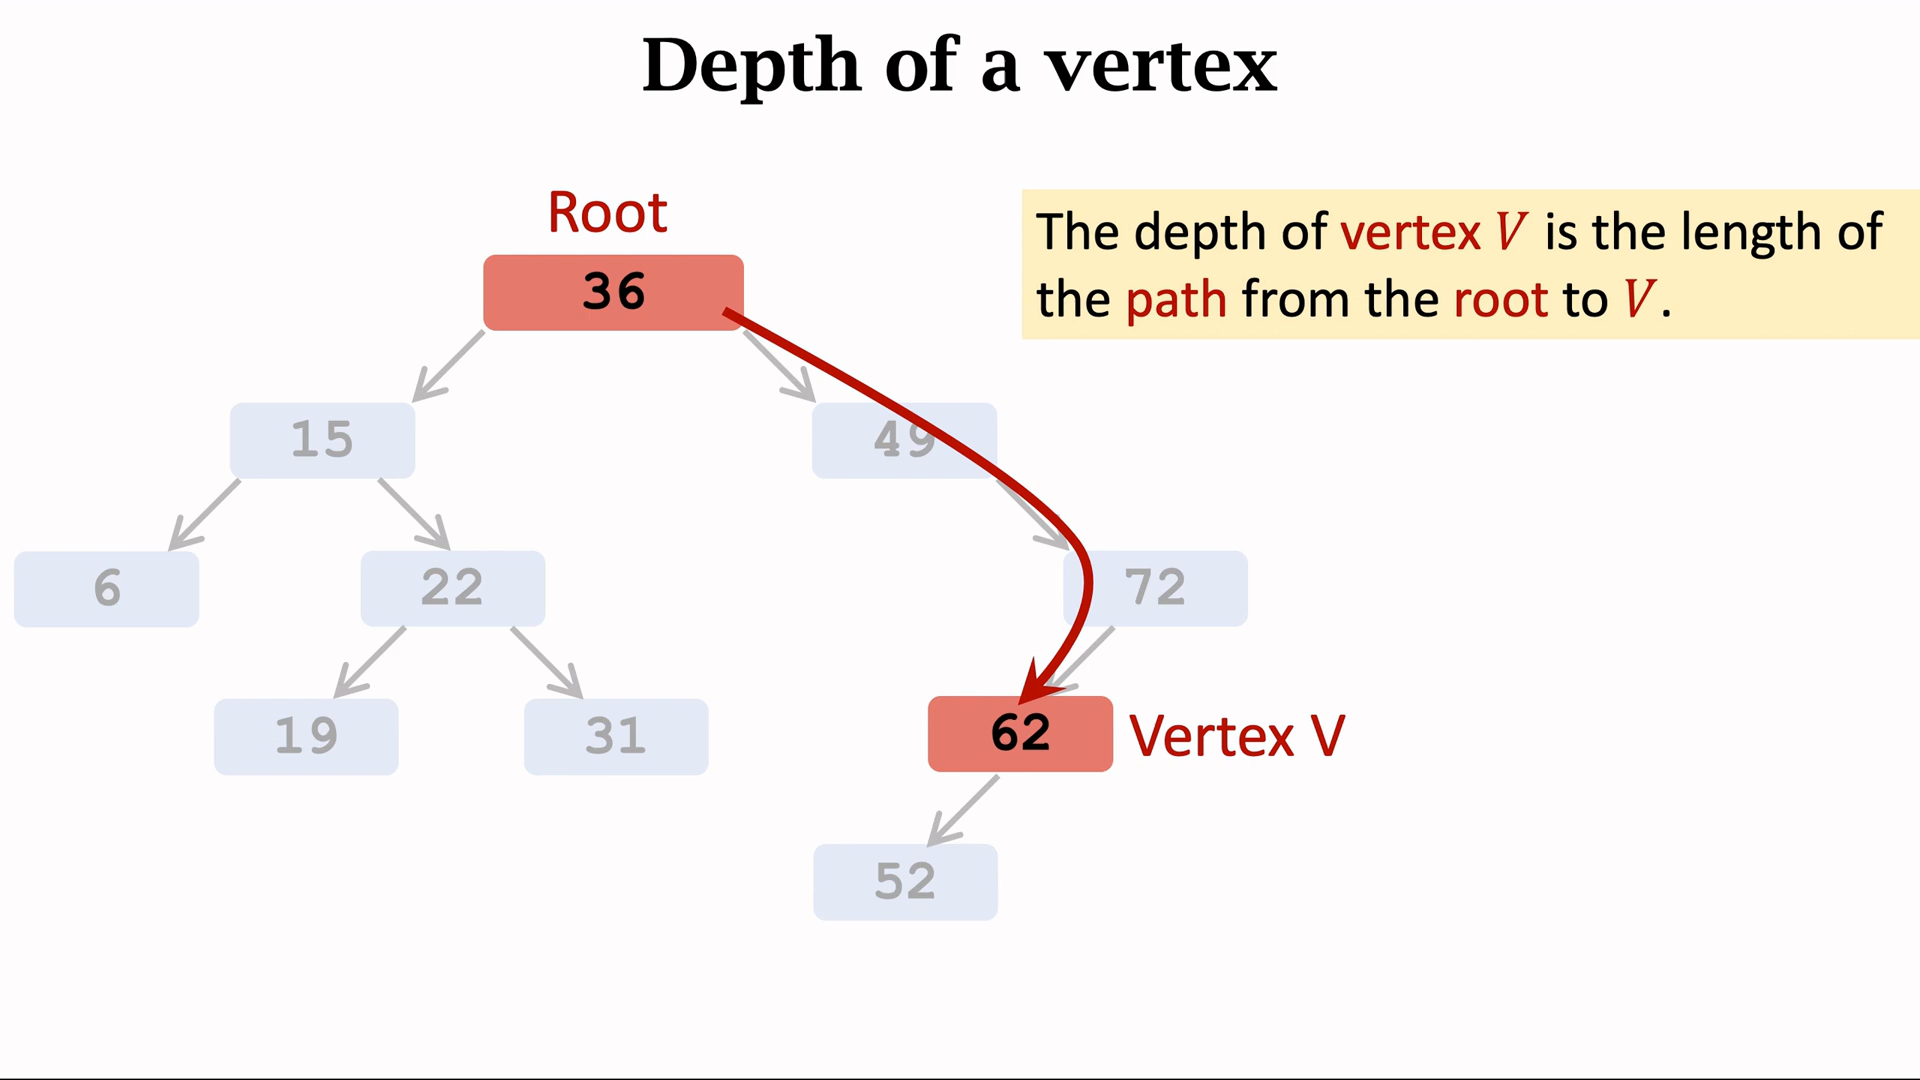 Depth of a vertex
Root
The depth of vertex V is the length of
the path from the root to V.
36
15
49
6
22
72
19
31
62
Vertex V
52